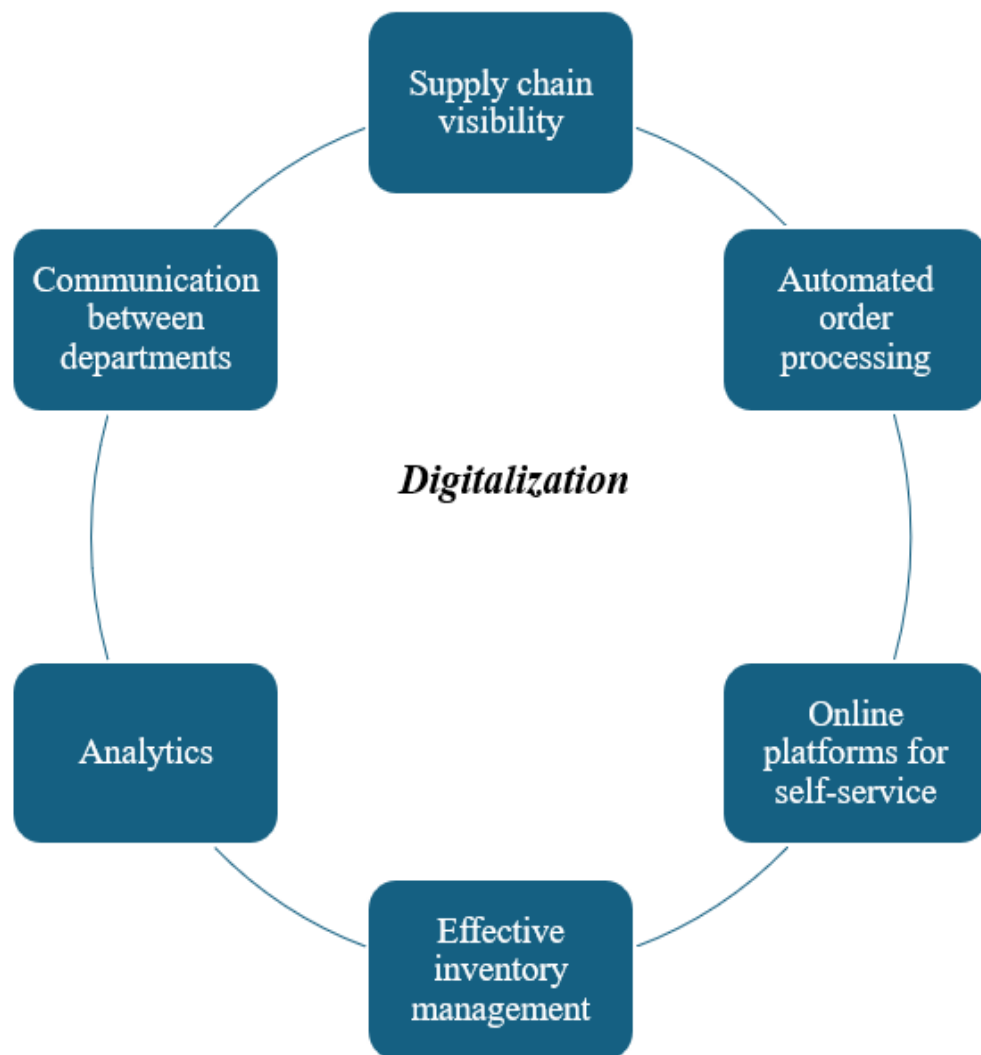 Supply chain
visibility
Automated
order
processing
Communication
between
departments
Digitalization
Online
platforms for
self-service
Analytics
Effective
inventory
management